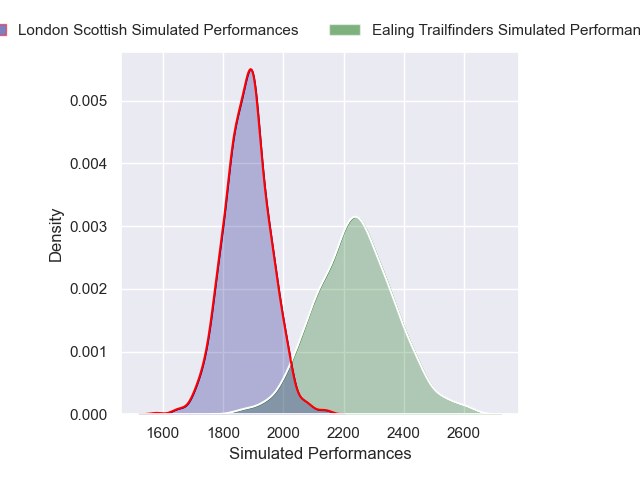 London Scottish Simulated Performances
Ealing Trailfinders Simulated Performan
0.005
0.004
0.003
0.002
0.001
0.000
Density
1600 1800 2000 2200 2400 2600
Simulated Performances